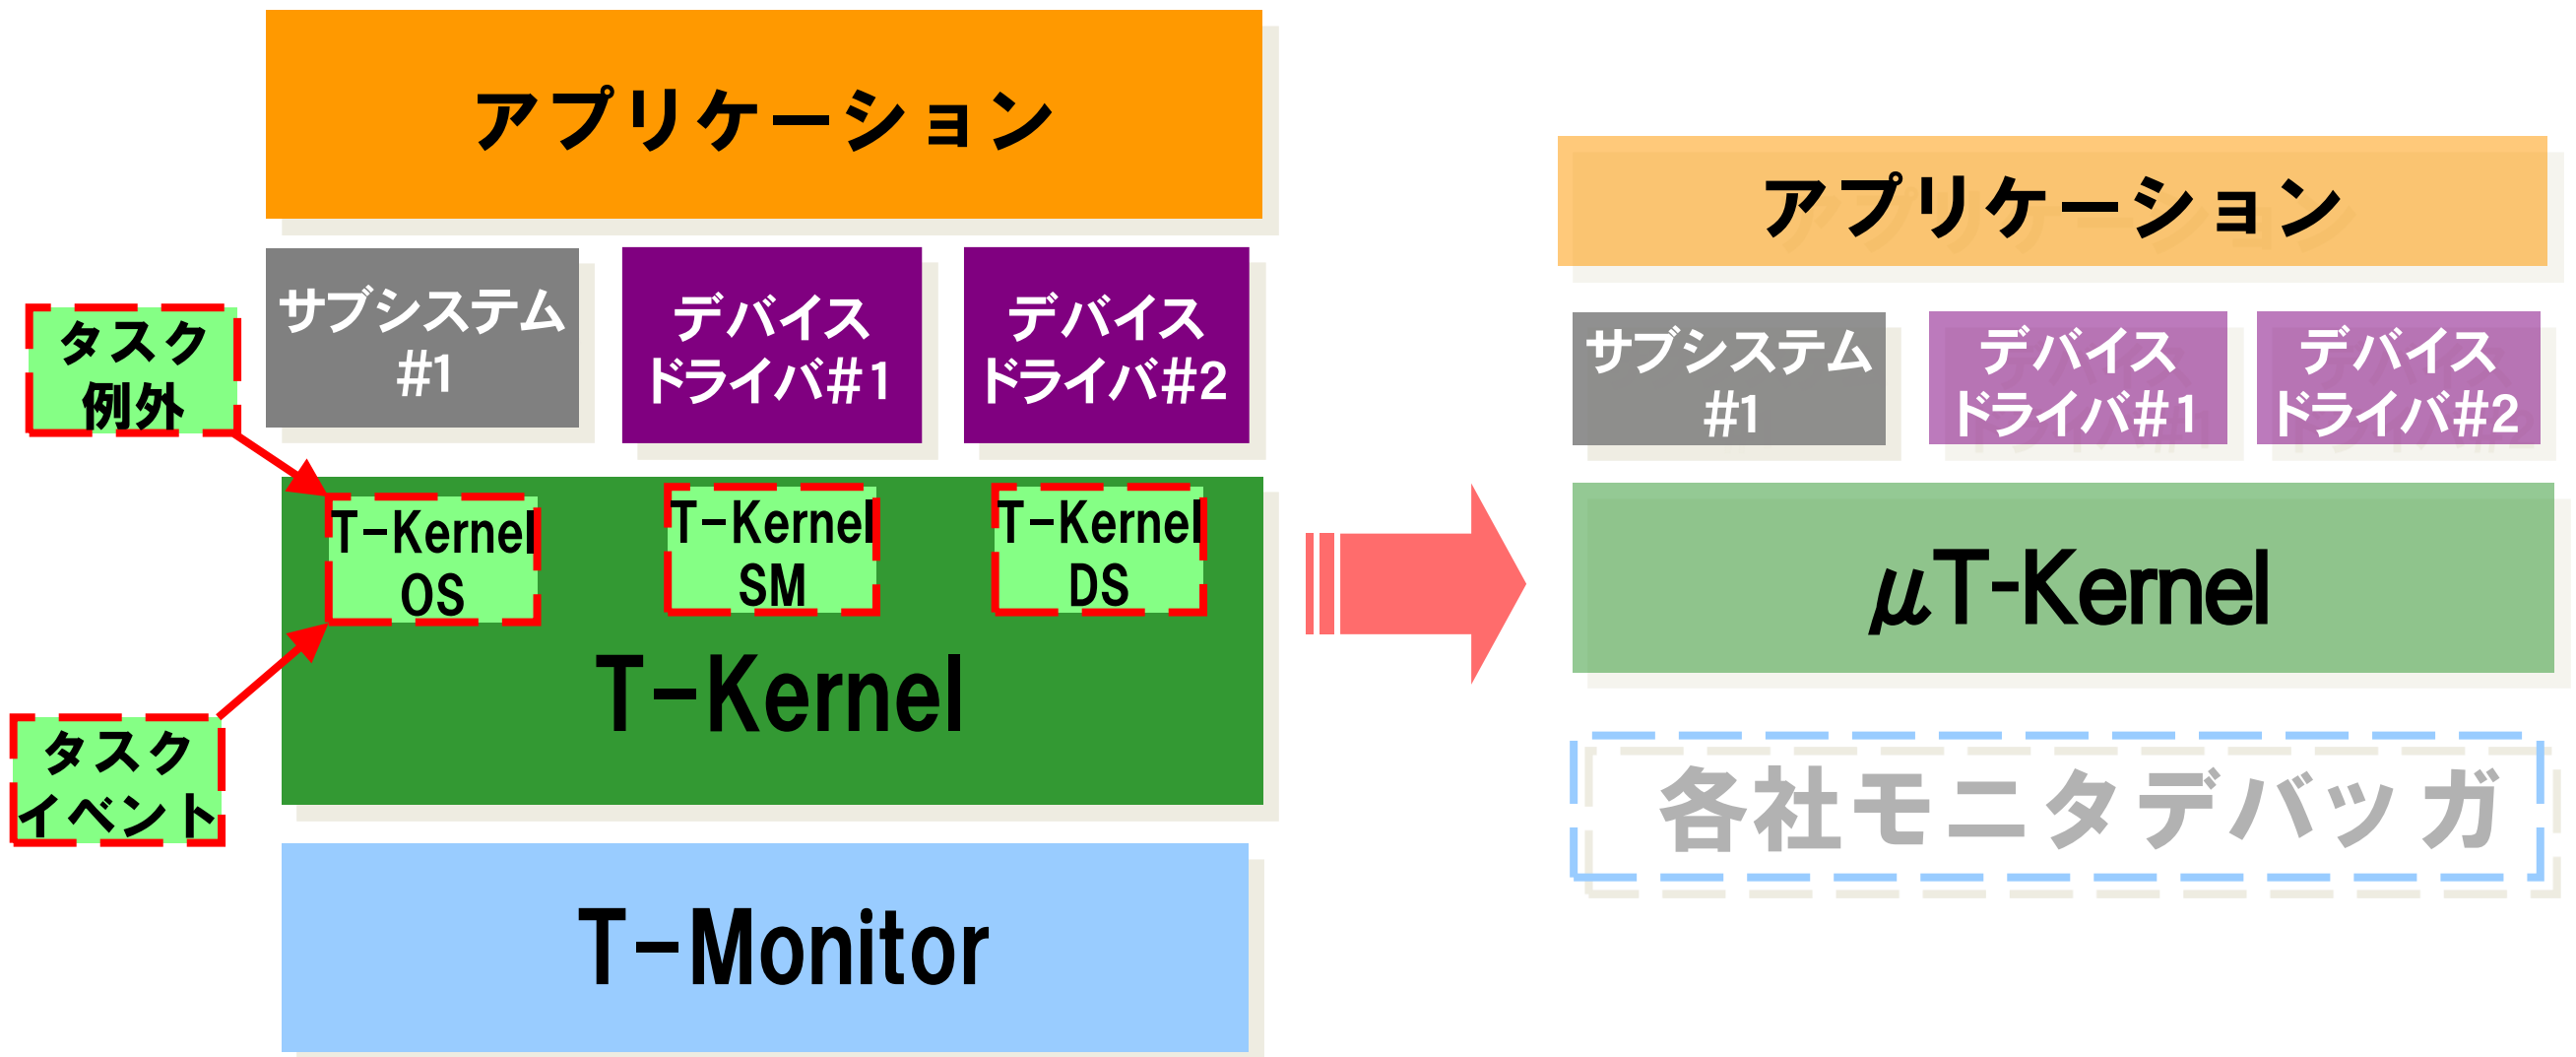 アプリケーション
サブシステム
#1
デバイス
ドライバ#1
デバイス
ドライバ#2
タスク
例外
T-Kernel
OS
T-Kernel
SM
T-Kernel
DS
T-Kernel
タスク
イベント
T-Monitor
アプリケーション
サブシステム
#1
デバイス
ドライバ#1
デバイス
ドライバ#2
μT-Kernel
各社モニタデバッガ